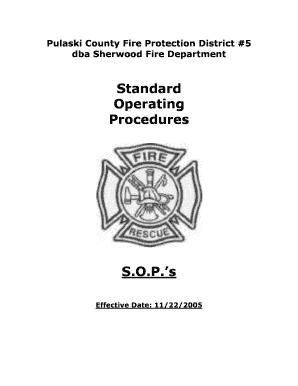 Pulaski County Fire Protection District #5
dba Sherwood Fire Department
Standard
Operating
Procedures
FIRE
RESCUE
S.O.P.'s
Effective Date: 11/22/2005